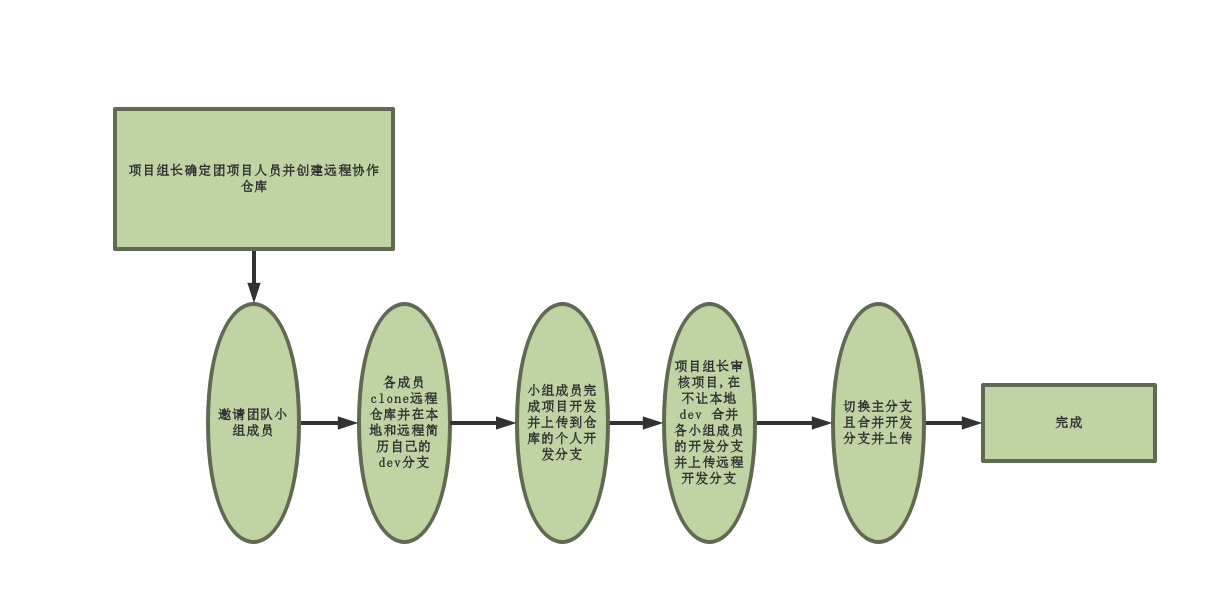 项目组长确定团项目人员并创建远程协作
仓库
邀请团队小
组成员
各成员
clone远程
仓库并在本
地和远程简
历自己的
dev分支
小组成员完
成项目开发
并上传到仓
库的个人开
发分支
项目组长审
核项目,在
不让本地
dev 合并
各小组成员
的开发分支
并上传远程
开发分支
切换主分支
且合并开发
分支并上传
完成